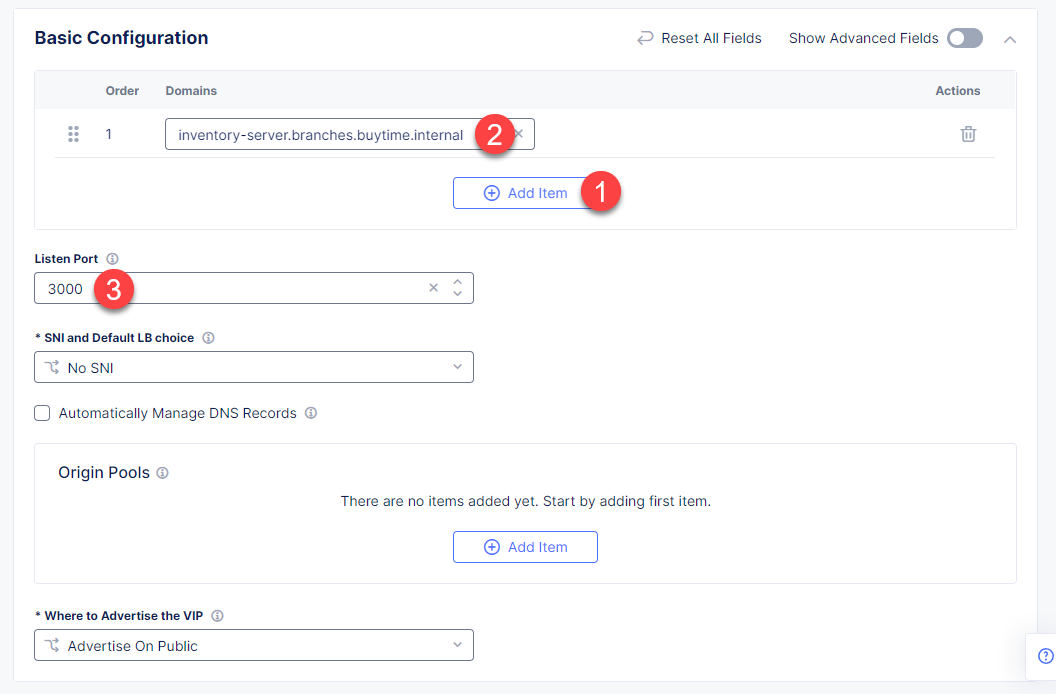 Basic Configuration
Reset All Fields
Show Advanced Fields
Order Domains Actions
1 inventory-server.branches.buytime.internal 2
Add Item 1
Listen Port
3000 3
* SNI and Default LB choice
No SNI
Automatically Manage DNS Records
Origin Pools
There are no items added yet. Start by adding first item.
Add Item
* Where to Advertise the VIP
Advertise On Public